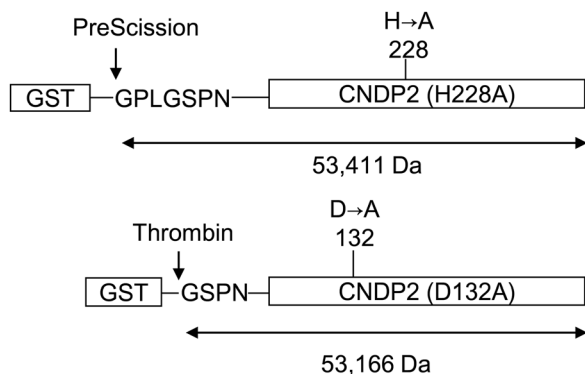 H→A
PreScission
228
GST
GPLGSPN
CNDP2 (H228A)
53,411 Da
D→A
Thrombin
132
GST
GSPN
CNDP2 (D132A)
53,166 Da